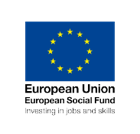 European Union
European Social Fund
Investing in jobs and skills